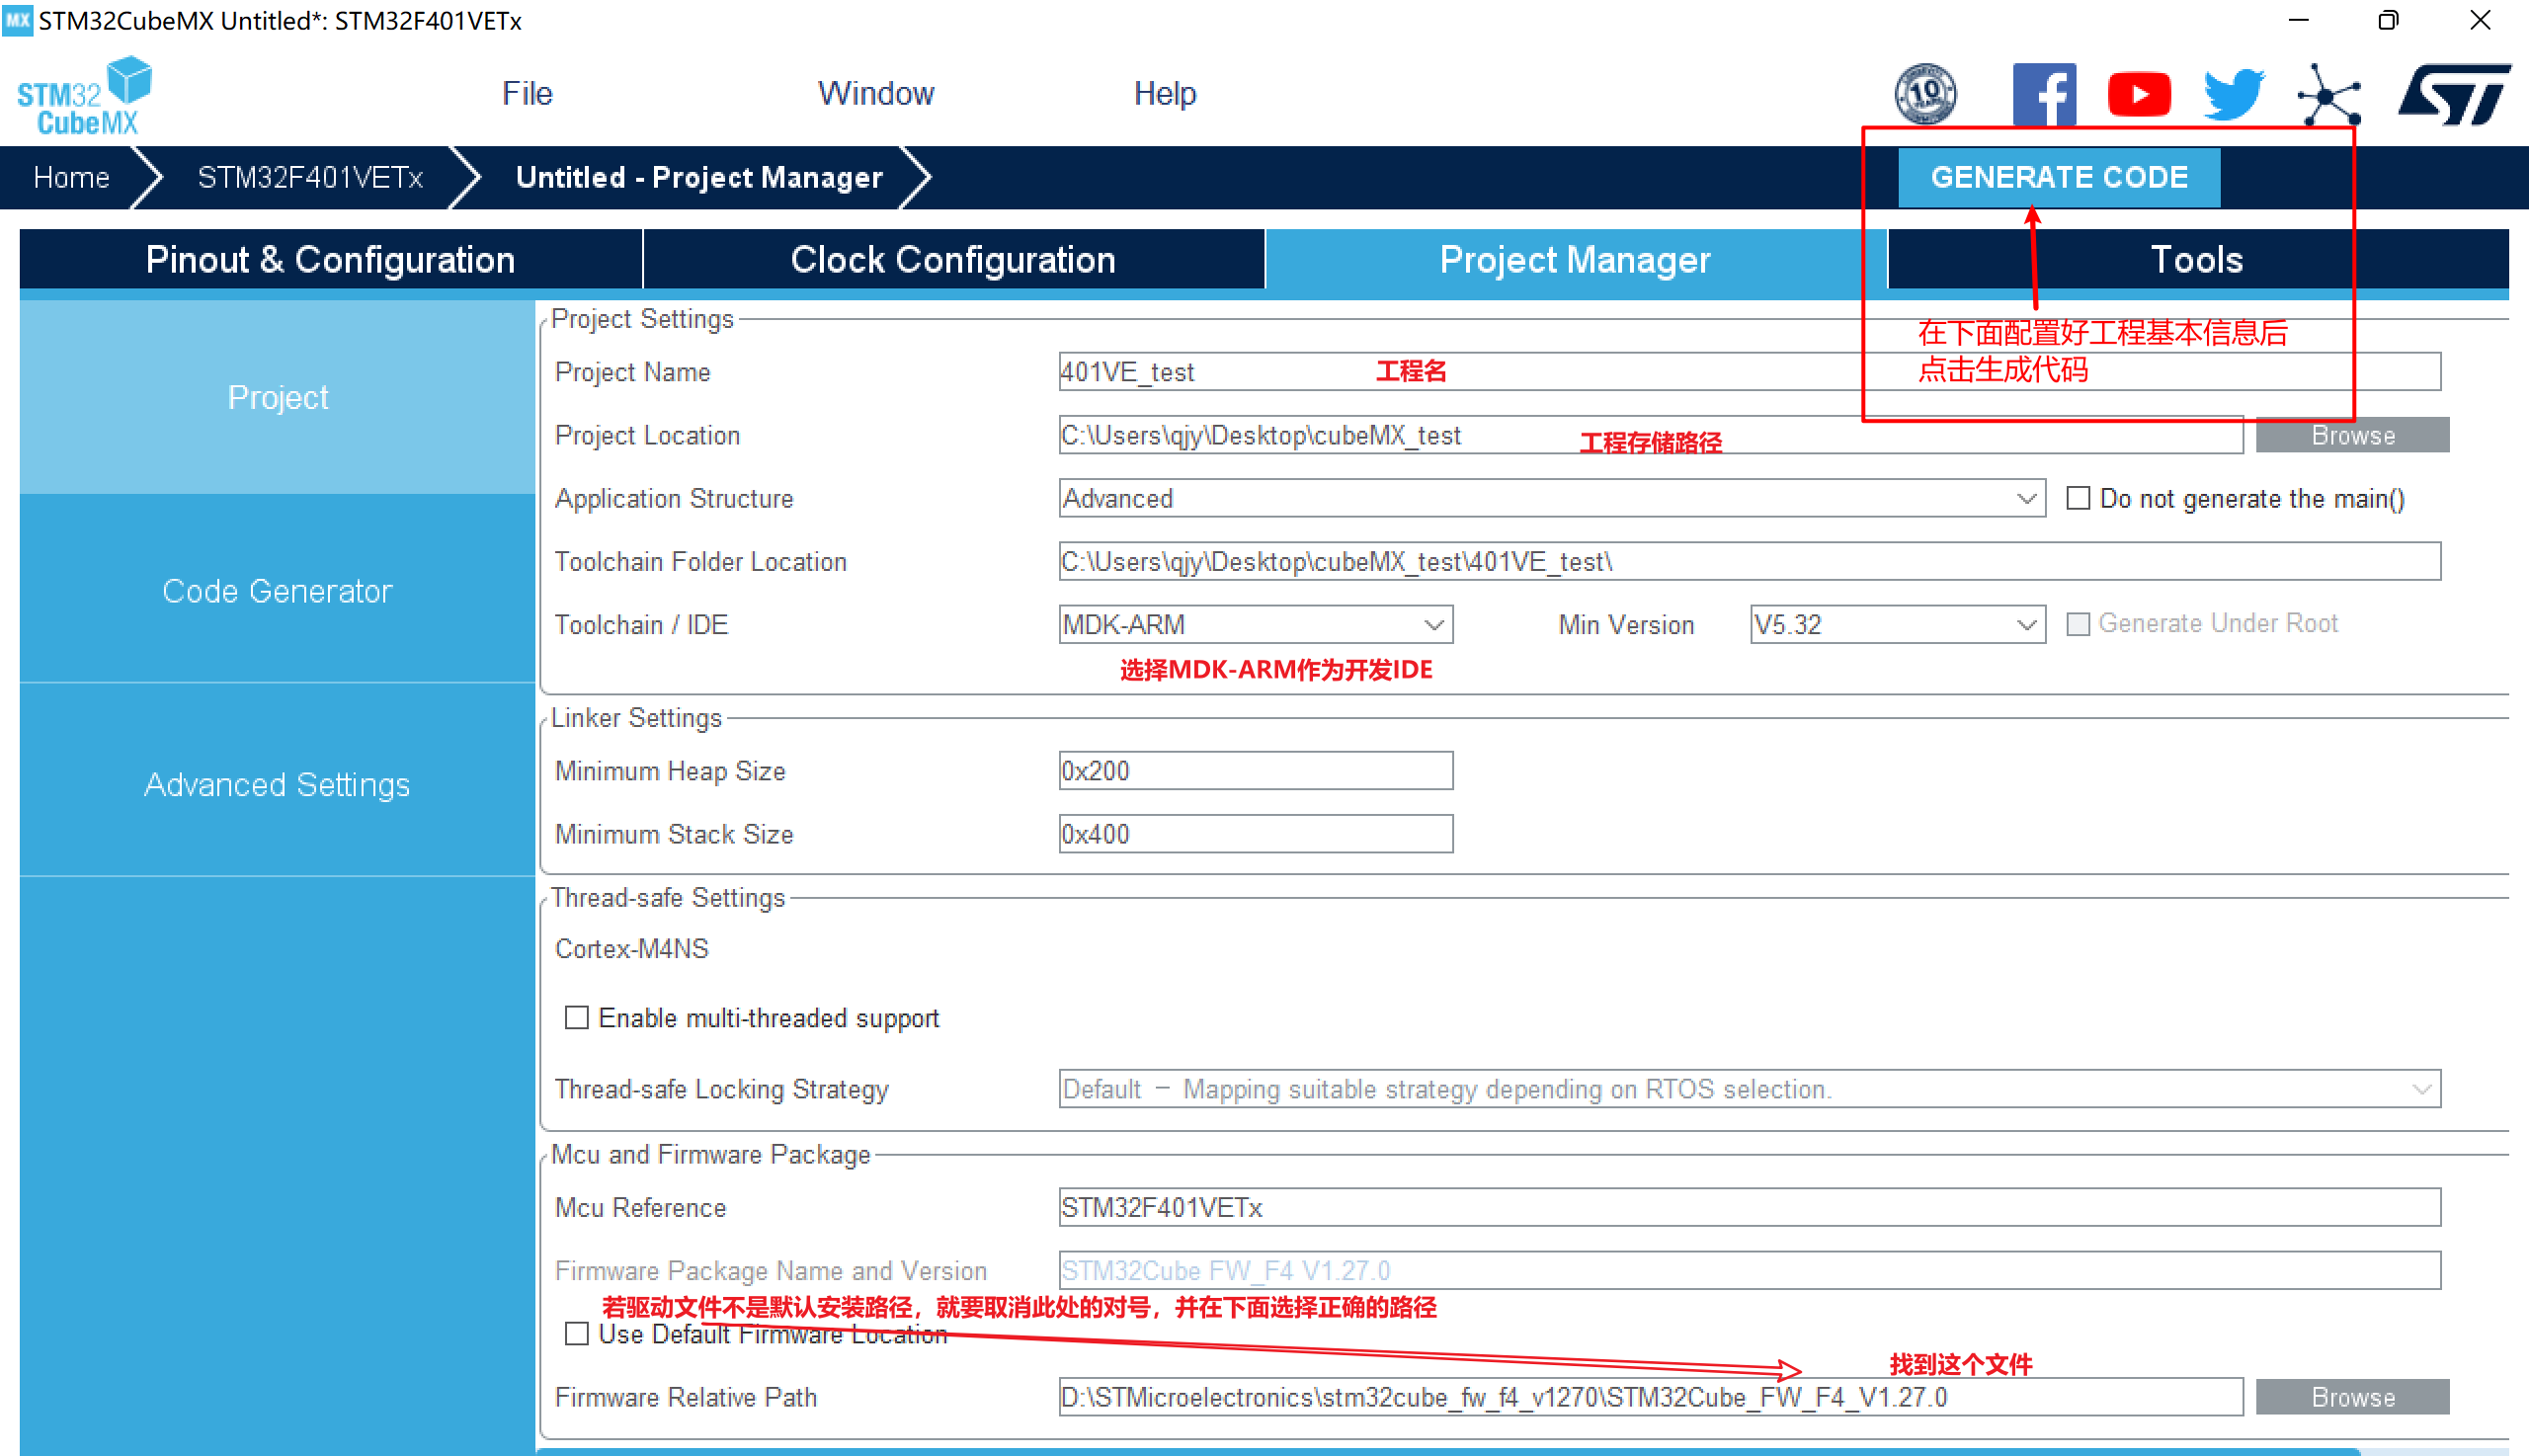 MX STM32CubeMX Untitled*: STM32F401VETx
STM32
CubeMX
File
Window
Help
10
YEARS
f
ST
Home
STM32F401VETx
Untitled - Project Manager
GENERATE CODE
Pinout & Configuration
Clock Configuration
Project Manager
Tools
在下面配置好工程基本信息后
点击生成代码
Project
Code Generator
Advanced Settings
Project Settings
Project Name
401VE_test
工程名
Project Location
C:\Users\qjy\Desktop\cubeMX_test
工程存储路径
Browse
Application Structure
Advanced
Do not generate the main()
Toolchain Folder Location
C:\Users\qjy\Desktop\cubeMX_test\401VE_test\
Toolchain / IDE
MDK-ARM
Min Version
V5.32
Generate Under Root
选择MDK-ARM作为开发IDE
Linker Settings
Minimum Heap Size
0x200
Minimum Stack Size
0x400
Thread-safe Settings
Cortex-M4NS
Enable multi-threaded support
Thread-safe Locking Strategy
Default – Mapping suitable strategy depending on RTOS selection.
Mcu and Firmware Package
Mcu Reference
STM32F401VETx
Firmware Package Name and Version
STM32Cube FW_F4 V1.27.0
若驱动文件不是默认安装路径，就要取消此处的对号，并在下面选择正确的路径
Use Default Firmware Location
找到这个文件
Firmware Relative Path
D:\STMicroelectronics\stm32cube_fw_f4_v1270\STM32Cube_FW_F4_V1.27.0
Browse